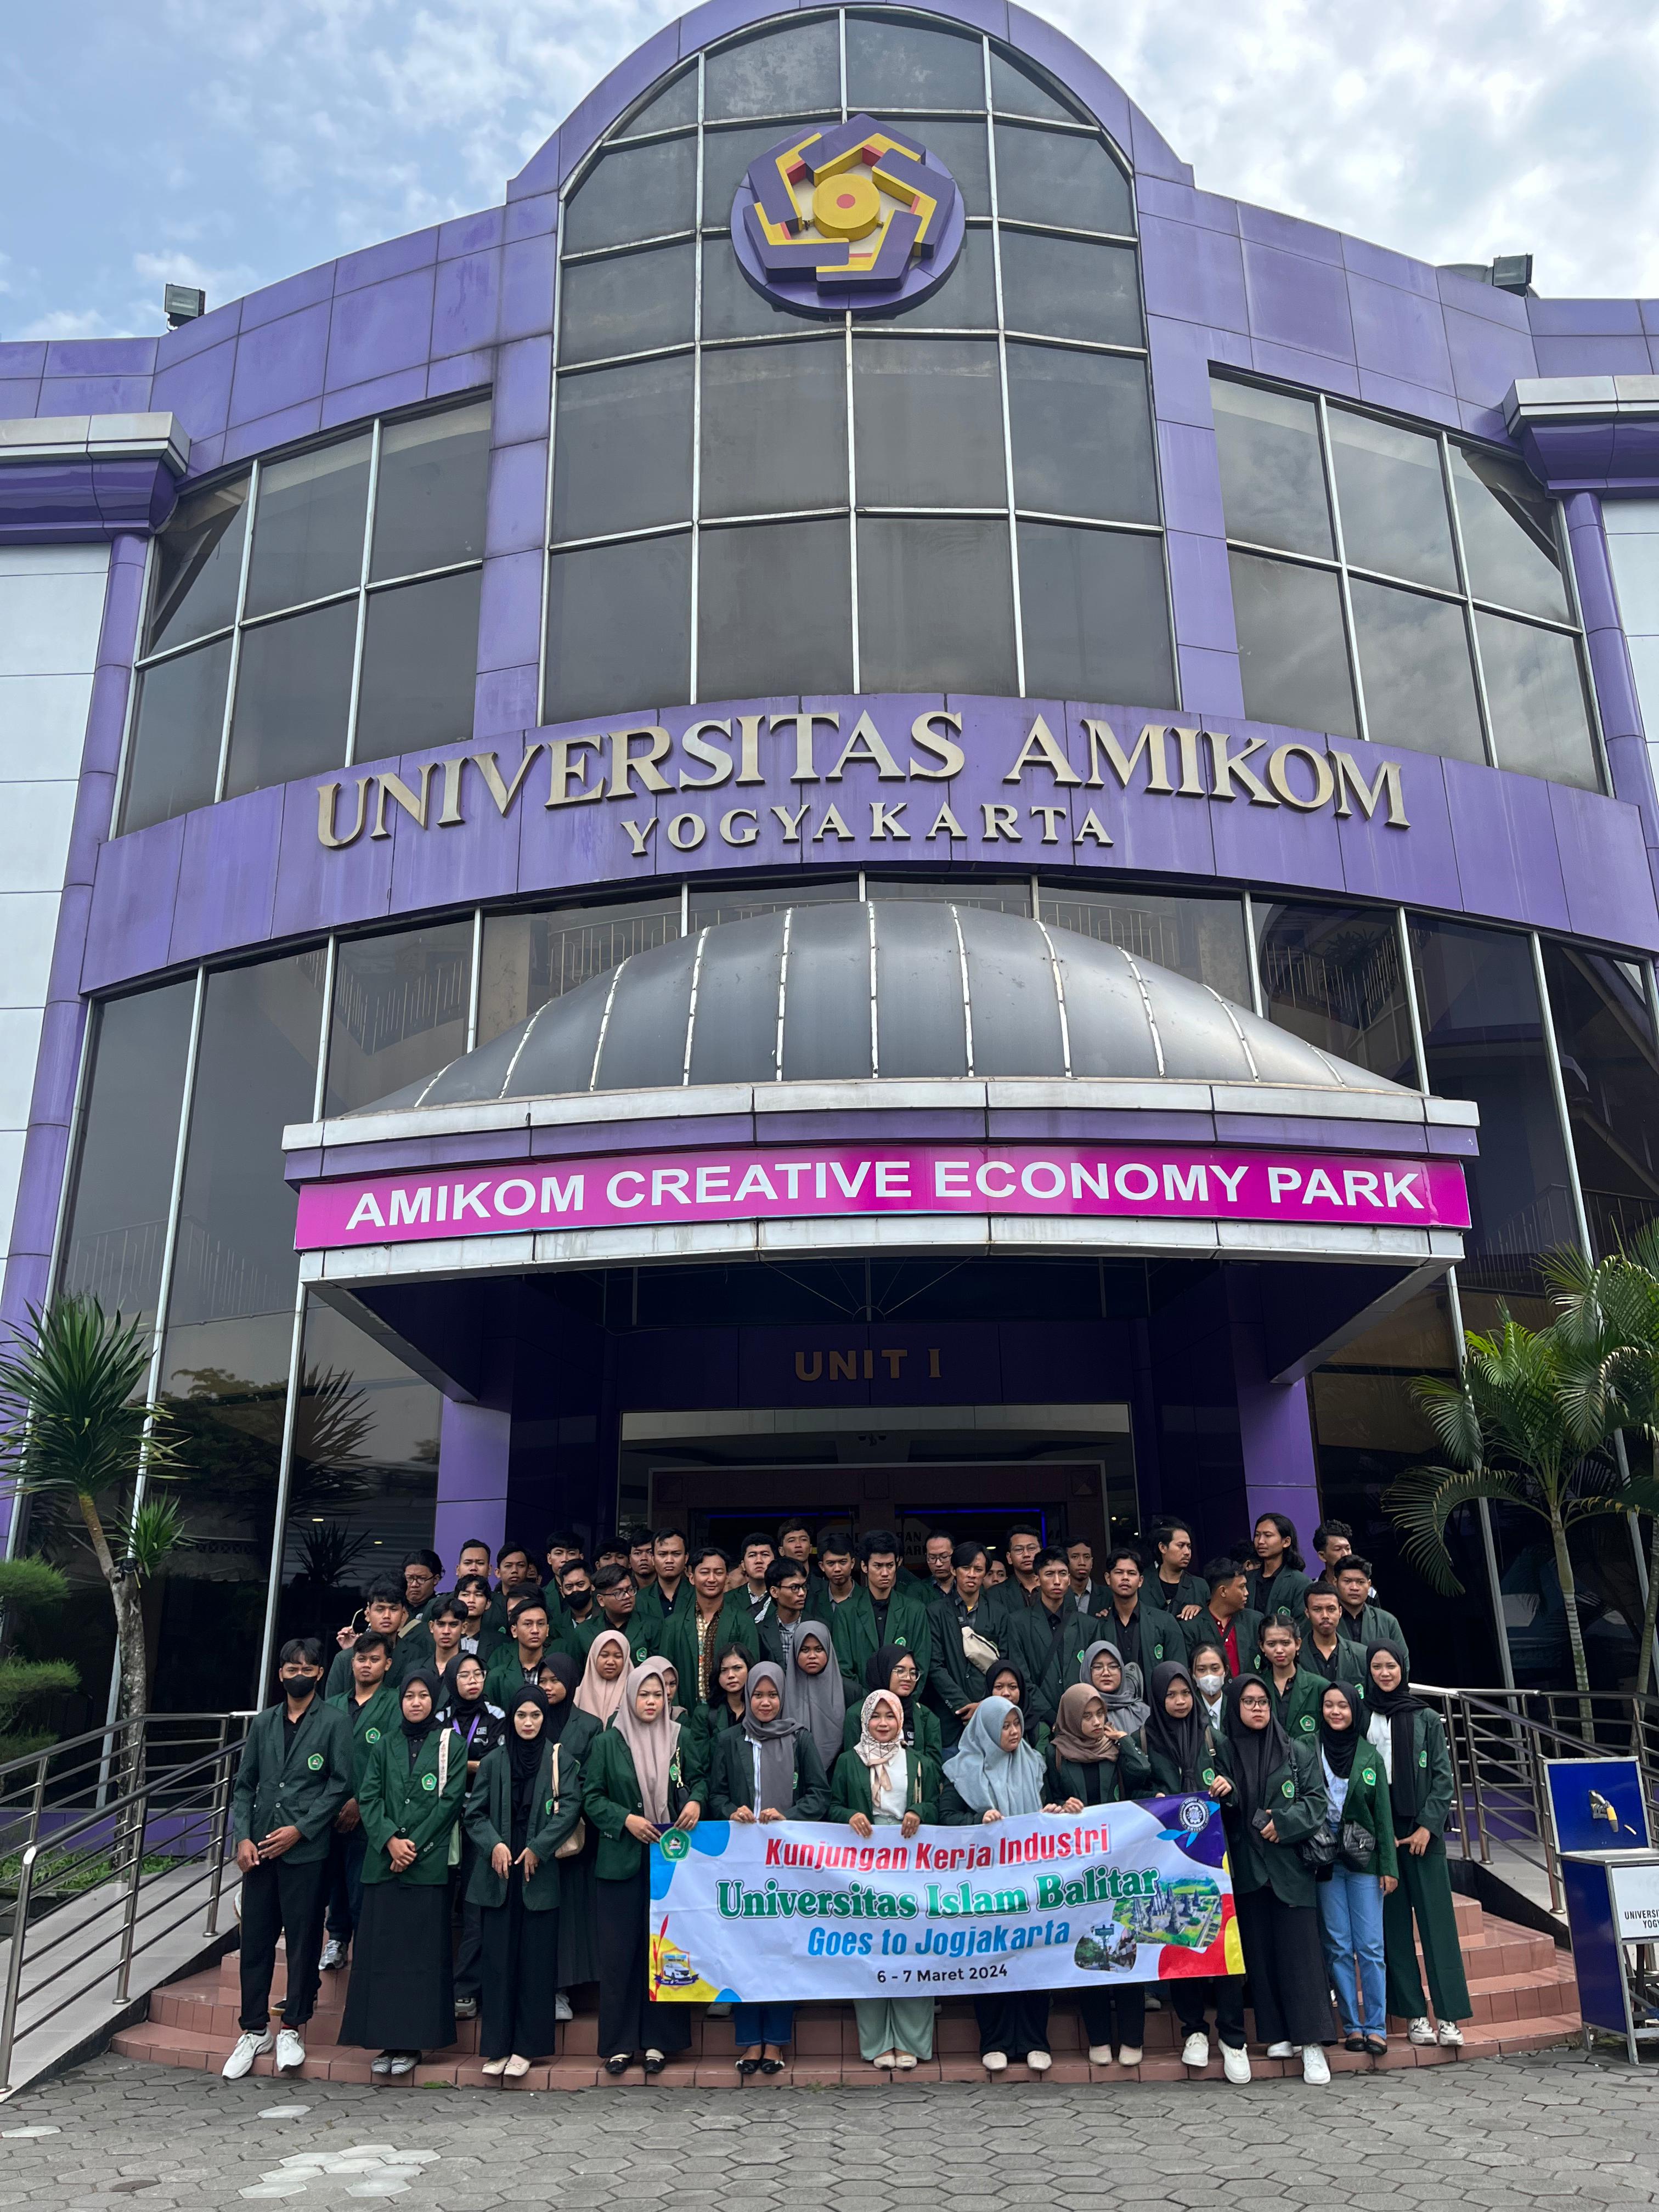 UNIVERSITAS AMIKOM
YOGYAKARTA
AMIKOM CREATIVE ECONOMY PARK
UNIT I
Kunjungan Kerja Industri
Universitas Islam Balitar
Goes to Jogjakarta
6 - 7 Maret 2024